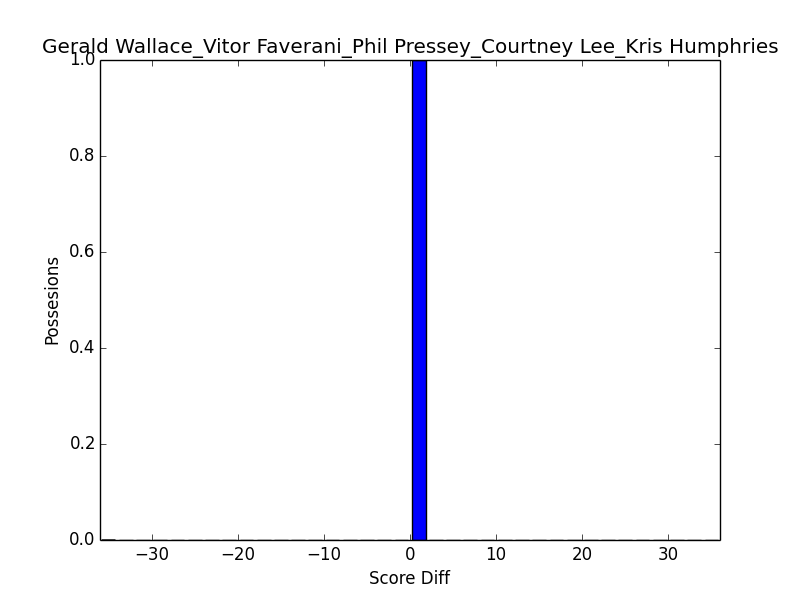 Gerald Wallace_Vitor Faverani_Phil Pressey_Courtney Lee_Kris Humphries
1.0
0.8
0.6
0.4
0.2
0.0
Possesions
−30 −20 −10 0 10 20 30
Score Diff